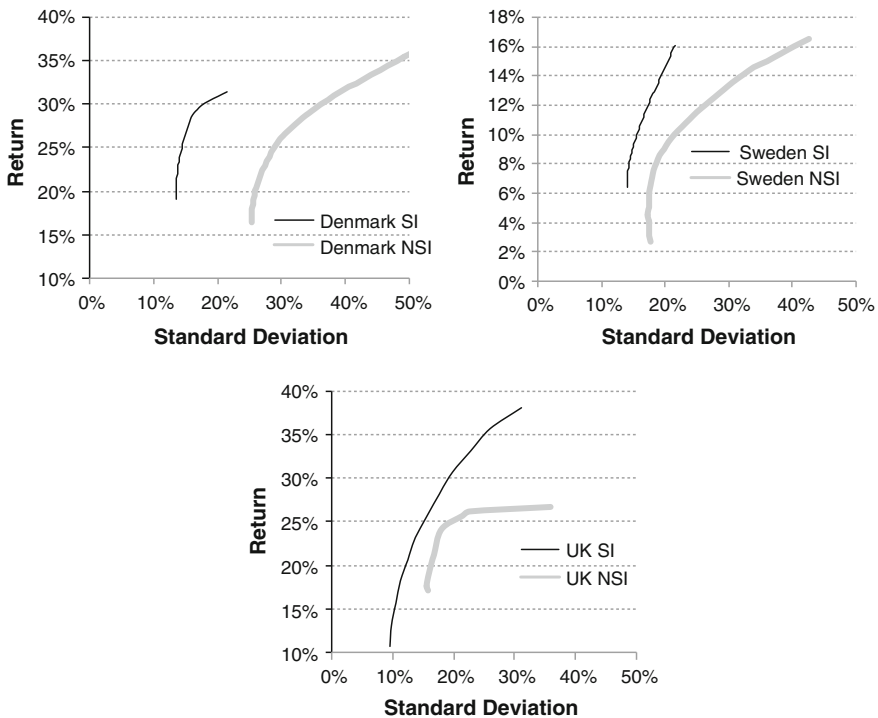 40%
35%
30%
25%
20%
15%
10%
Return
0% 10% 20% 30% 40% 50%
Standard Deviation
Denmark SI
Denmark NSI
18%
16%
14%
12%
10%
8%
6%
4%
2%
0%
Return
0% 10% 20% 30% 40% 50%
Standard Deviation
Sweden SI
Sweden NSI
40%
35%
30%
25%
20%
15%
10%
Return
0% 10% 20% 30% 40% 50%
Standard Deviation
UK SI
UK NSI